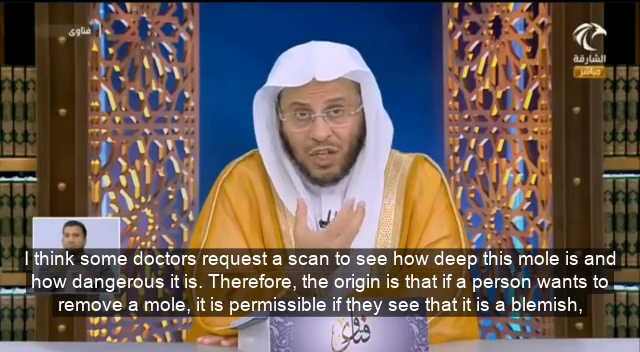 فتاوى
الشارقة
مباشر
I think some doctors request a scan to see how deep this mole is and
how dangerous it is. Therefore, the origin is that if a person wants to
remove a mole, it is permissible if they see that it is a blemish,
فتاوى